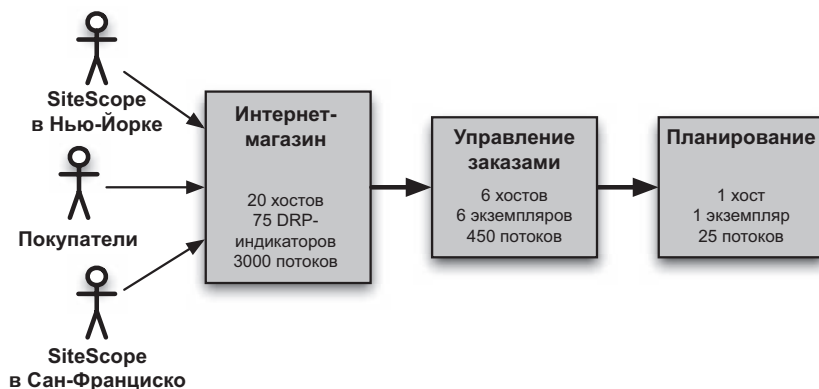 SiteScope
в Нью-Йорке
Покупатели
SiteScope
в Сан-Франциско
Интернет-
магазин
20 хостов
75 DRP-
индикаторов
3000 потоков
Управление
заказами
6 хостов
6 экземпляров
450 потоков
Планирование
1 хост
1 экземпляр
25 потоков